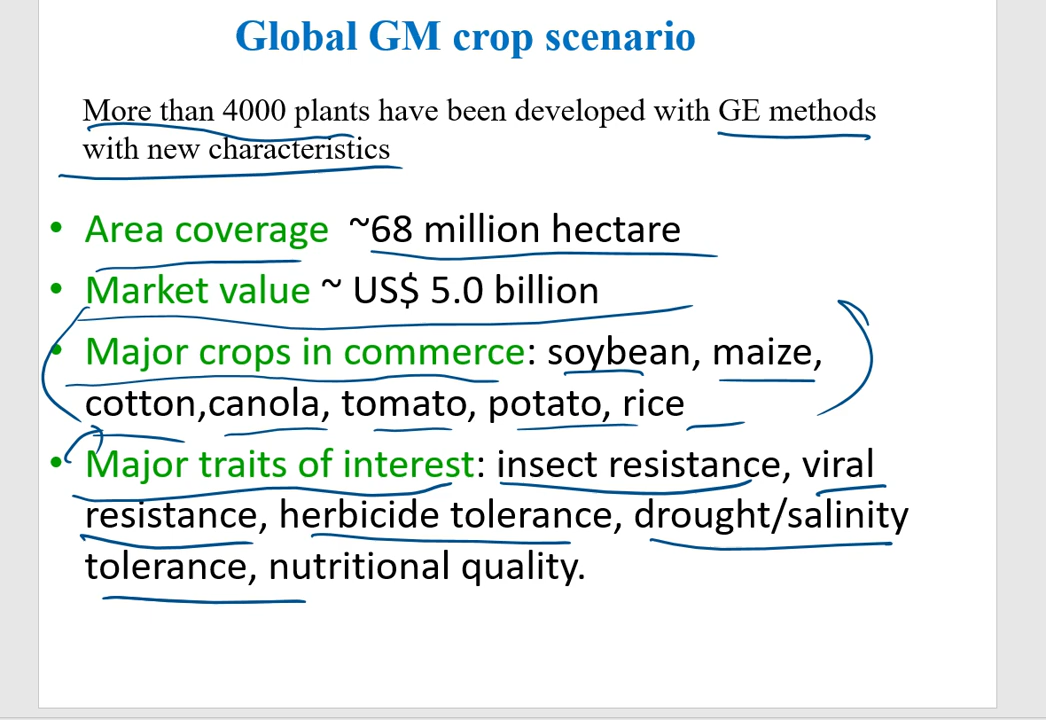 Global GM crop scenario
More than 4000 plants have been developed with GE methods
with new characteristics
• Area coverage ~68 million hectare
• Market value ~ US$ 5.0 billion
• Major crops in commerce: soybean, maize,
cotton,canola, tomato, potato, rice
• Major traits of interest: insect resistance, viral
resistance, herbicide tolerance, drought/salinity
tolerance, nutritional quality.